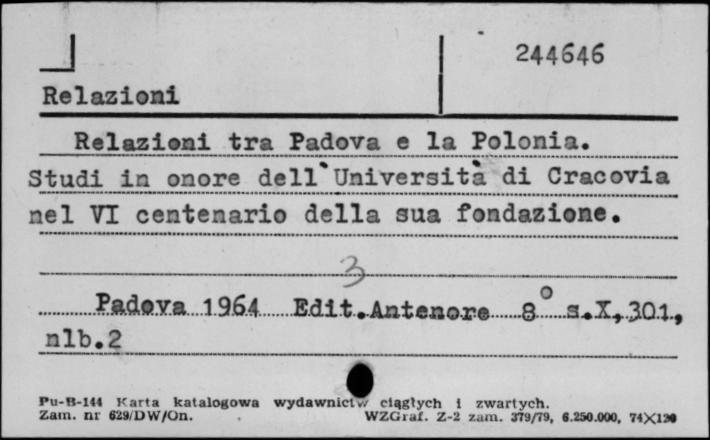 244646
Relazioni
Relazioni tra Padova e la Polonia.
Studi in onore dell'Università di Cracovia
nel VI centenario della sua fondazione.
3
Padova 1964 Edit.Antenore 8° s.X,301,
nlb.2
Pu-B-144 Karta katalogowa wydawnictw ciągłych i zwartych.
Zam. nr 629/DW/On. WZGraf. Z-2 zam. 379/79, 6.250.000, 74X120